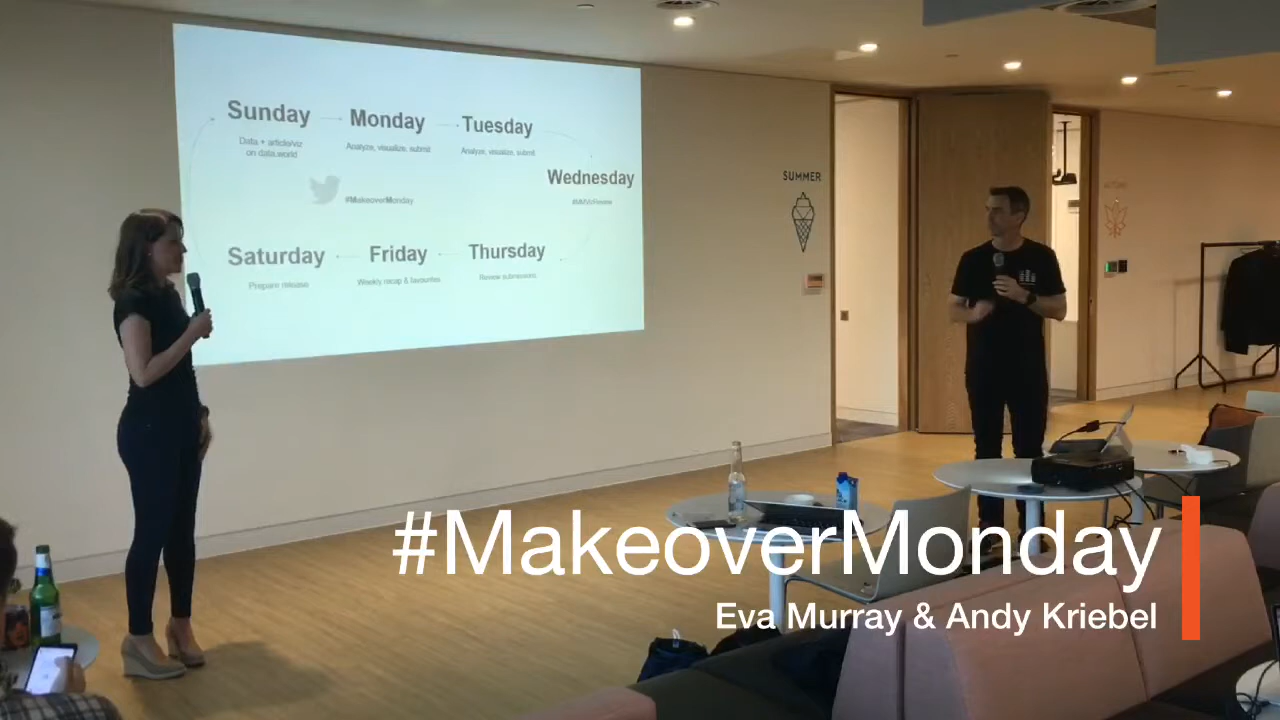 Sunday
Monday
Tuesday
Data + article/viz
on data.world
Analyze, visualize, submit
Analyze, visualize, submit
Wednesday
#MMVizReview
#MakeoverMonday
Saturday
Friday
Thursday
Prepare release
Weekly recap & favourites
Review submissions
SUMMER
#MakeoverMonday
Eva Murray & Andy Kriebel